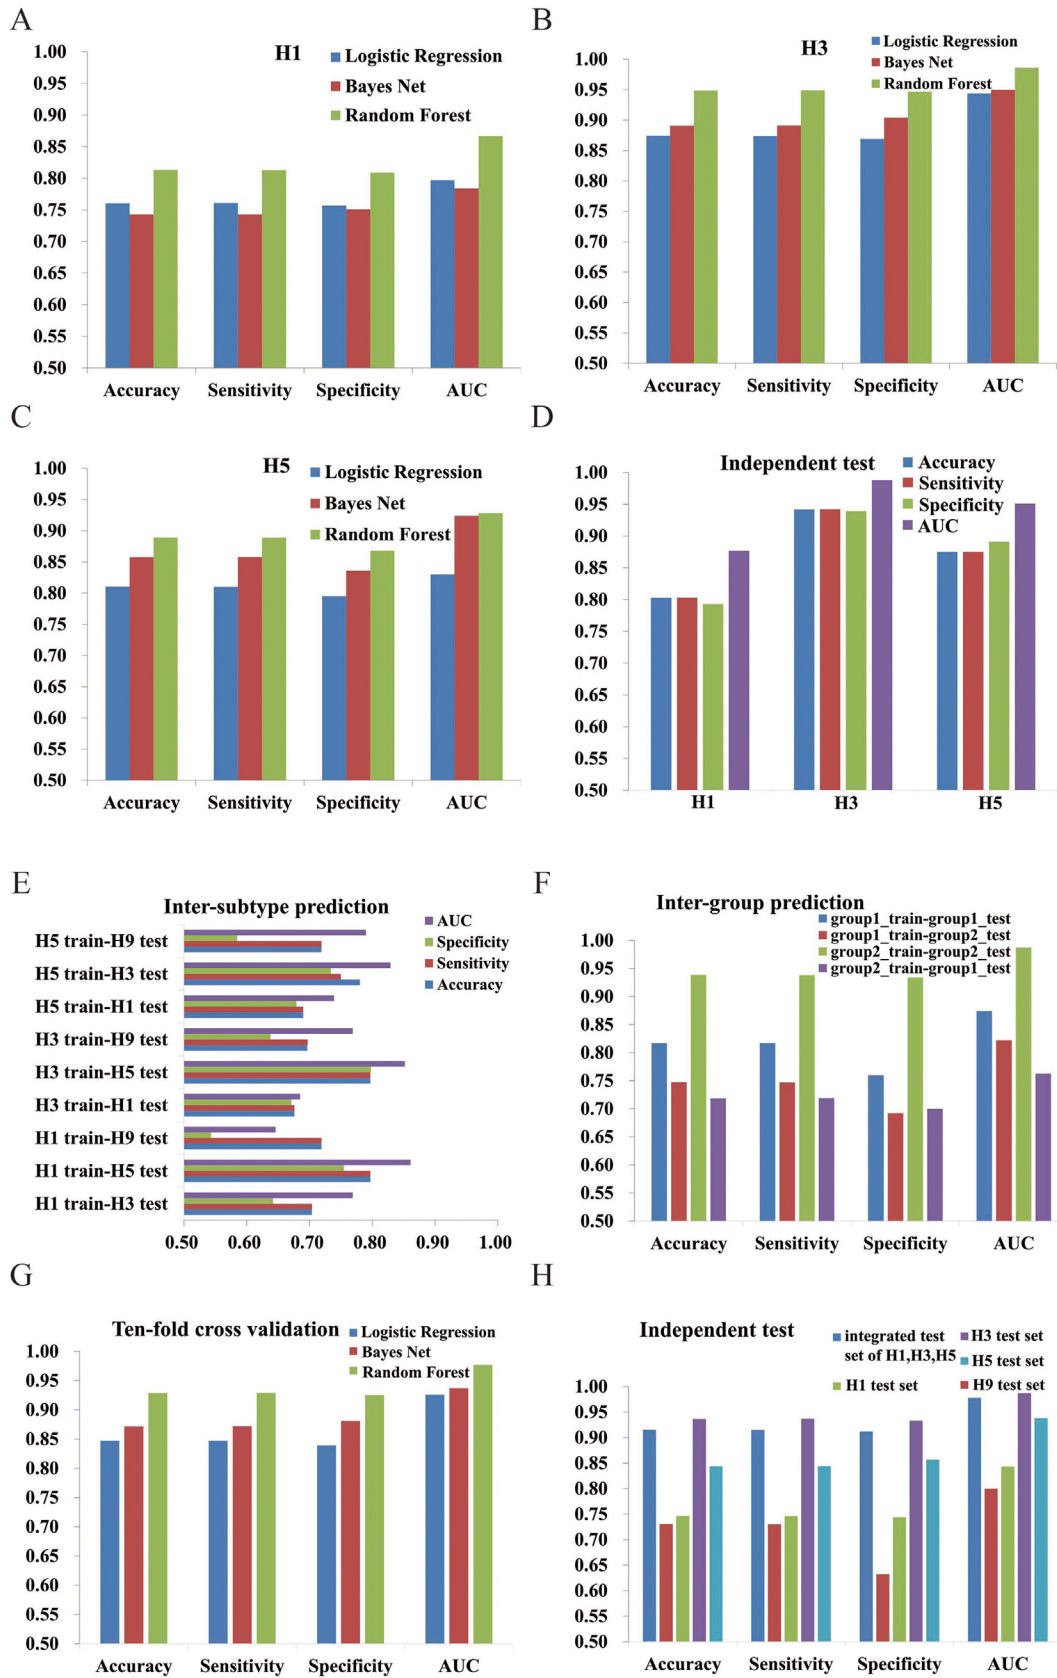 A
H1
Logistic Regression
Bayes Net
Random Forest
1.00
0.95
0.90
0.85
0.80
0.75
0.70
0.65
0.60
0.55
0.50
Accuracy Sensitivity Specificity AUC
B
H3
Logistic Regression
Bayes Net
Random Forest
1.00
0.95
0.90
0.85
0.80
0.75
0.70
0.65
0.60
0.55
0.50
Accuracy Sensitivity Specificity AUC
C
H5
Logistic Regression
Bayes Net
Random Forest
1.00
0.95
0.90
0.85
0.80
0.75
0.70
0.65
0.60
0.55
0.50
Accuracy Sensitivity Specificity AUC
D
Independent test
Accuracy
Sensitivity
Specificity
AUC
1.00
0.95
0.90
0.85
0.80
0.75
0.70
0.65
0.60
0.55
0.50
H1 H3 H5
E
Inter-subtype prediction
AUC
Specificity
Sensitivity
Accuracy
H5 train-H9 test
H5 train-H3 test
H5 train-H1 test
H3 train-H9 test
H3 train-H5 test
H3 train-H1 test
H1 train-H9 test
H1 train-H5 test
H1 train-H3 test
0.50 0.60 0.70 0.80 0.90 1.00
F
Inter-group prediction
group1_train-group1_test
group1_train-group2_test
group2_train-group2_test
group2_train-group1_test
1.00
0.95
0.90
0.85
0.80
0.75
0.70
0.65
0.60
0.55
0.50
Accuracy Sensitivity Specificity AUC
G
Ten-fold cross validation
Logistic Regression
Bayes Net
Random Forest
1.00
0.95
0.90
0.85
0.80
0.75
0.70
0.65
0.60
0.55
0.50
Accuracy Sensitivity Specificity AUC
H
Independent test
integrated test
set of H1,H3,H5
H1 test set
H3 test set
H5 test set
H9 test set
1.00
0.95
0.90
0.85
0.80
0.75
0.70
0.65
0.60
0.55
0.50
Accuracy Sensitivity Specificity AUC